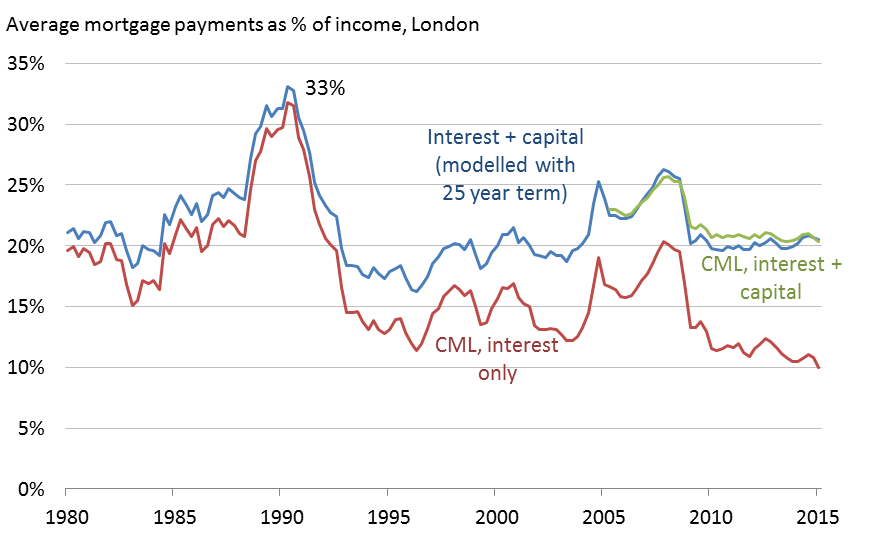 Average mortgage payments as % of income, London
35%
33%
30%
Interest + capital
(modelled with
25 year term)
25%
20%
CML, interest +
capital
15%
CML, interest
only
10%
5%
0%
1980 1985 1990 1995 2000 2005 2010 2015